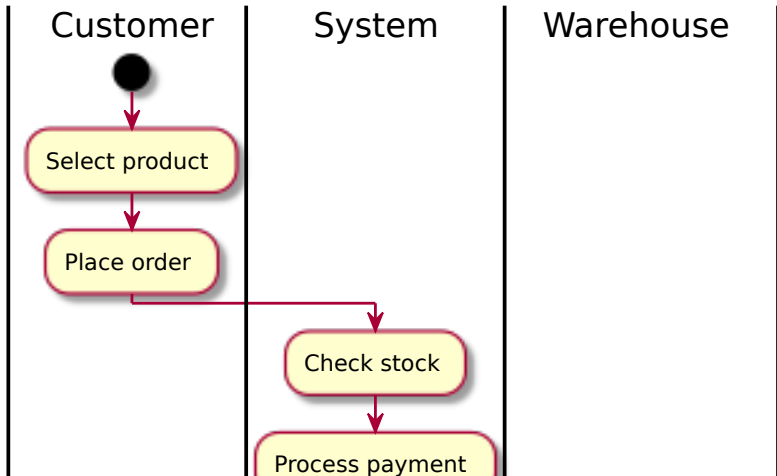 Customer
System
Warehouse
Select product
Place order
Check stock
Process payment